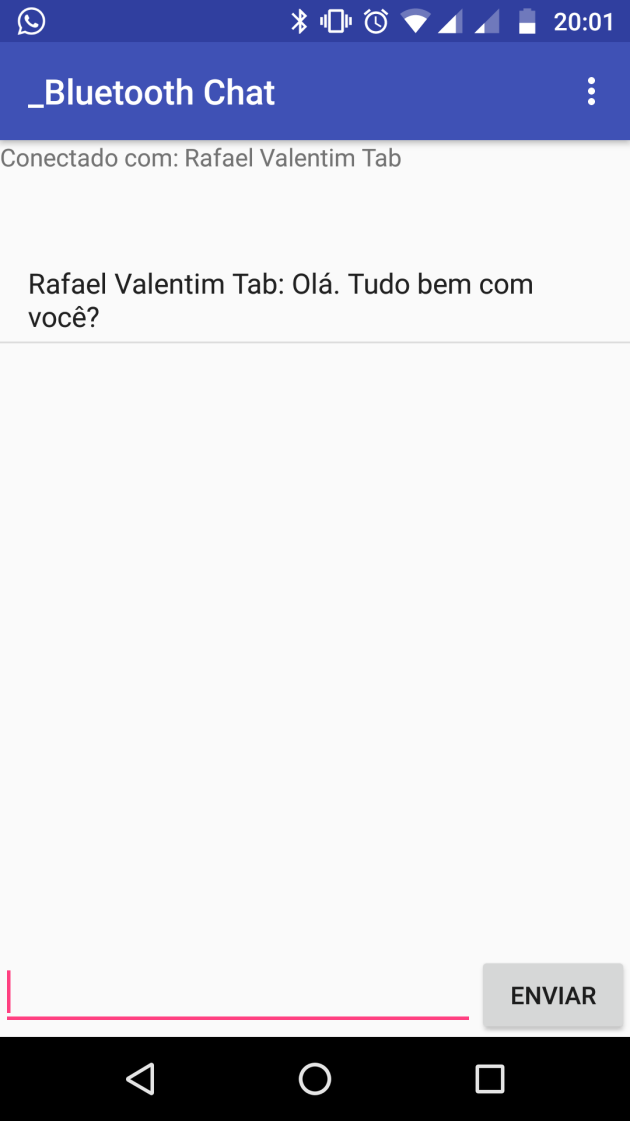 20:01
_Bluetooth Chat
Conectado com: Rafael Valentim Tab
Rafael Valentim Tab: Olá. Tudo bem com
você?
ENVIAR